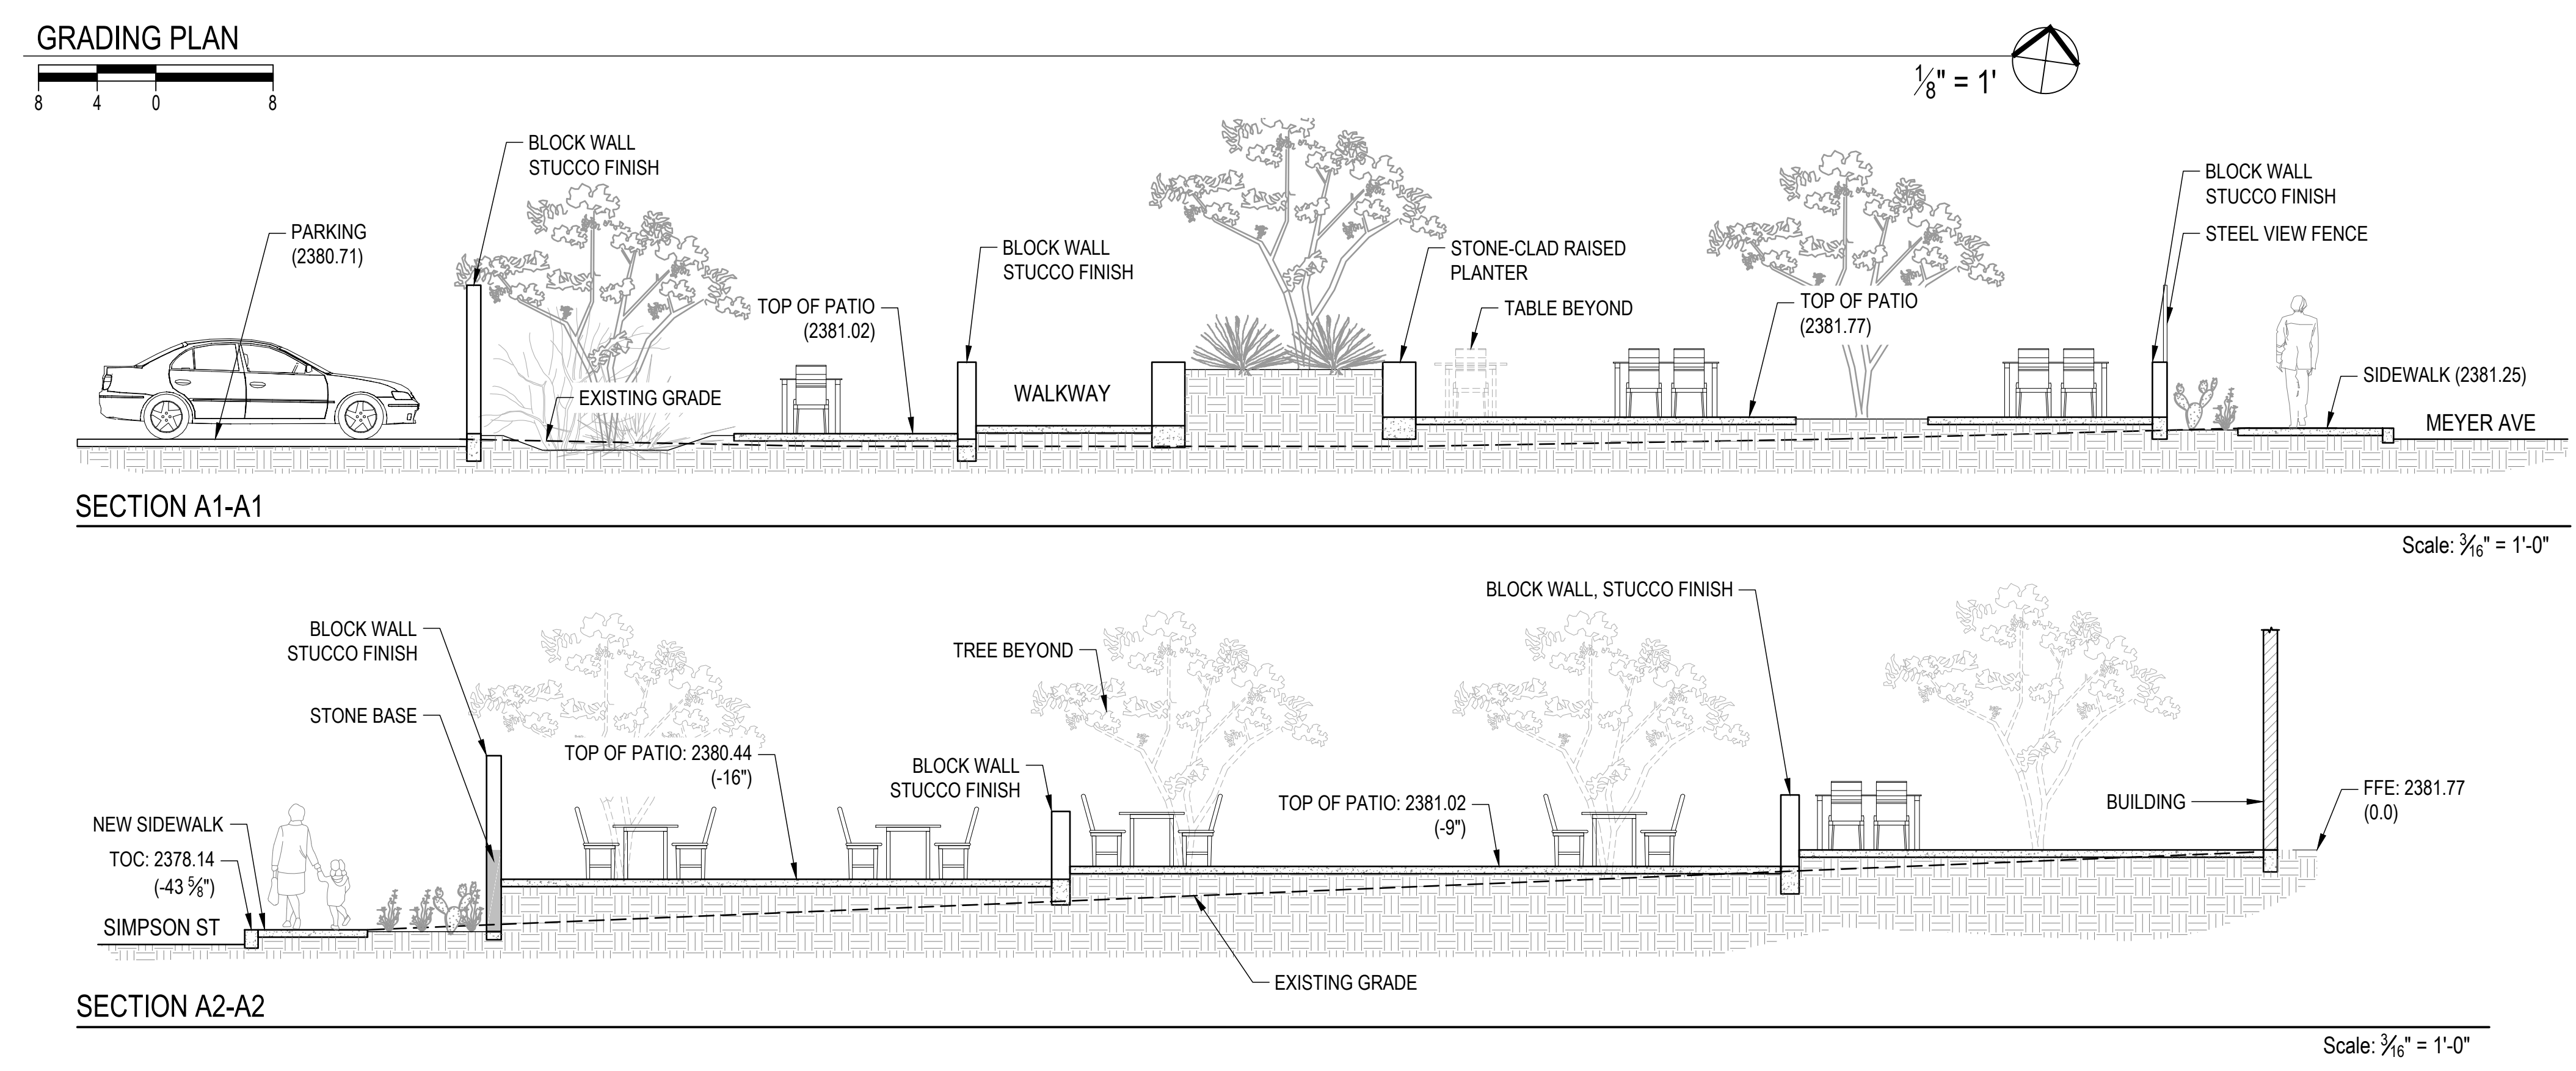 GRADING PLAN
8 4 0 8
1/8" = 1'
BLOCK WALL
STUCCO FINISH
PARKING
(2380.71)
EXISTING GRADE
TOP OF PATIO
(2381.02)
BLOCK WALL
STUCCO FINISH
WALKWAY
STONE-CLAD RAISED
PLANTER
TABLE BEYOND
TOP OF PATIO
(2381.77)
BLOCK WALL
STUCCO FINISH
STEEL VIEW FENCE
SIDEWALK (2381.25)
MEYER AVE
SECTION A1-A1
Scale: 3/16" = 1'-0"
BLOCK WALL
STUCCO FINISH
STONE BASE
NEW SIDEWALK
TOC: 2378.14
(-43 5/8")
SIMPSON ST
TOP OF PATIO: 2380.44
(-16")
BLOCK WALL
STUCCO FINISH
TREE BEYOND
TOP OF PATIO: 2381.02
(-9")
BLOCK WALL, STUCCO FINISH
EXISTING GRADE
BUILDING
FFE: 2381.77
(0.0)
SECTION A2-A2
Scale: 3/16" = 1'-0"